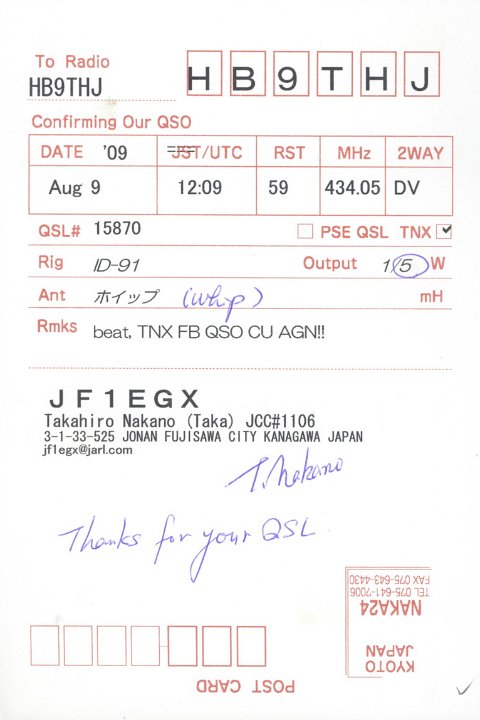 To Radio
HB9THJ
HB9THJ
Confirming Our QSO
DATE '09 JST/UTC RST MHz 2WAY
Aug 9 12:09 59 434.05 DV
QSL# 15870 PSE QSL TNX
Rig ID-91 Output 1/5 W
Ant ホイップ (whip) mH
Rmks beat, TNX FB QSO CU AGN!!
JF1EGX
Takahiro Nakano (Taka) JCC#1106
3-1-33-525 JONAN FUJISAWA CITY KANAGAWA JAPAN
jf1egx@jarl.com
T. Nakano
Thanks for your QSL
POST CARD
KYOTO
JAPAN
NAKA24
TEL 075-641-7006
FAX 075-643-4430